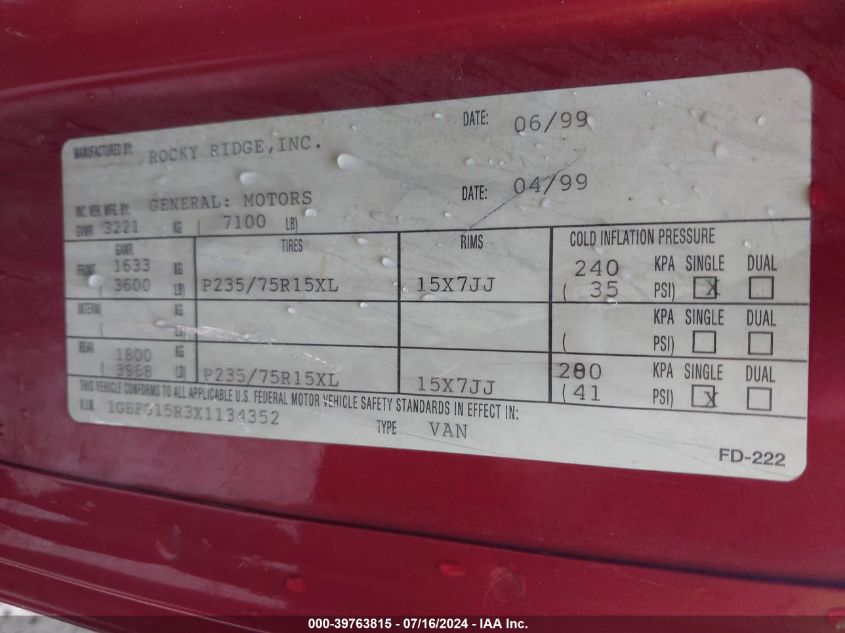 MANUFACTURED BY: ROCKY RIDGE, INC. DATE: 06/99
INC. VEH. MFG. BY: GENERAL: MOTORS DATE: 04/99
GVWR 3221 KG ( 7100 LB)
GAWR TIRES RIMS COLD INFLATION PRESSURE
FRONT 1633 KG 240 KPA SINGLE DUAL
( 3600 LB) P235/75R15XL 15X7JJ ( 35 PSI) X
INTERM KG KPA SINGLE DUAL
( LB) ( PSI)
REAR 1800 KG 280 KPA SINGLE DUAL
( 3968 LB) P235/75R15XL 15X7JJ (41 PSI) X
THIS VEHICLE CONFORMS TO ALL APPLICABLE U.S. FEDERAL MOTOR VEHICLE SAFETY STANDARDS IN EFFECT IN:
V.I.N. 1GBFG15R3X1134352 TYPE VAN
FD-222
000-39763815 - 07/16/2024 - IAA Inc.